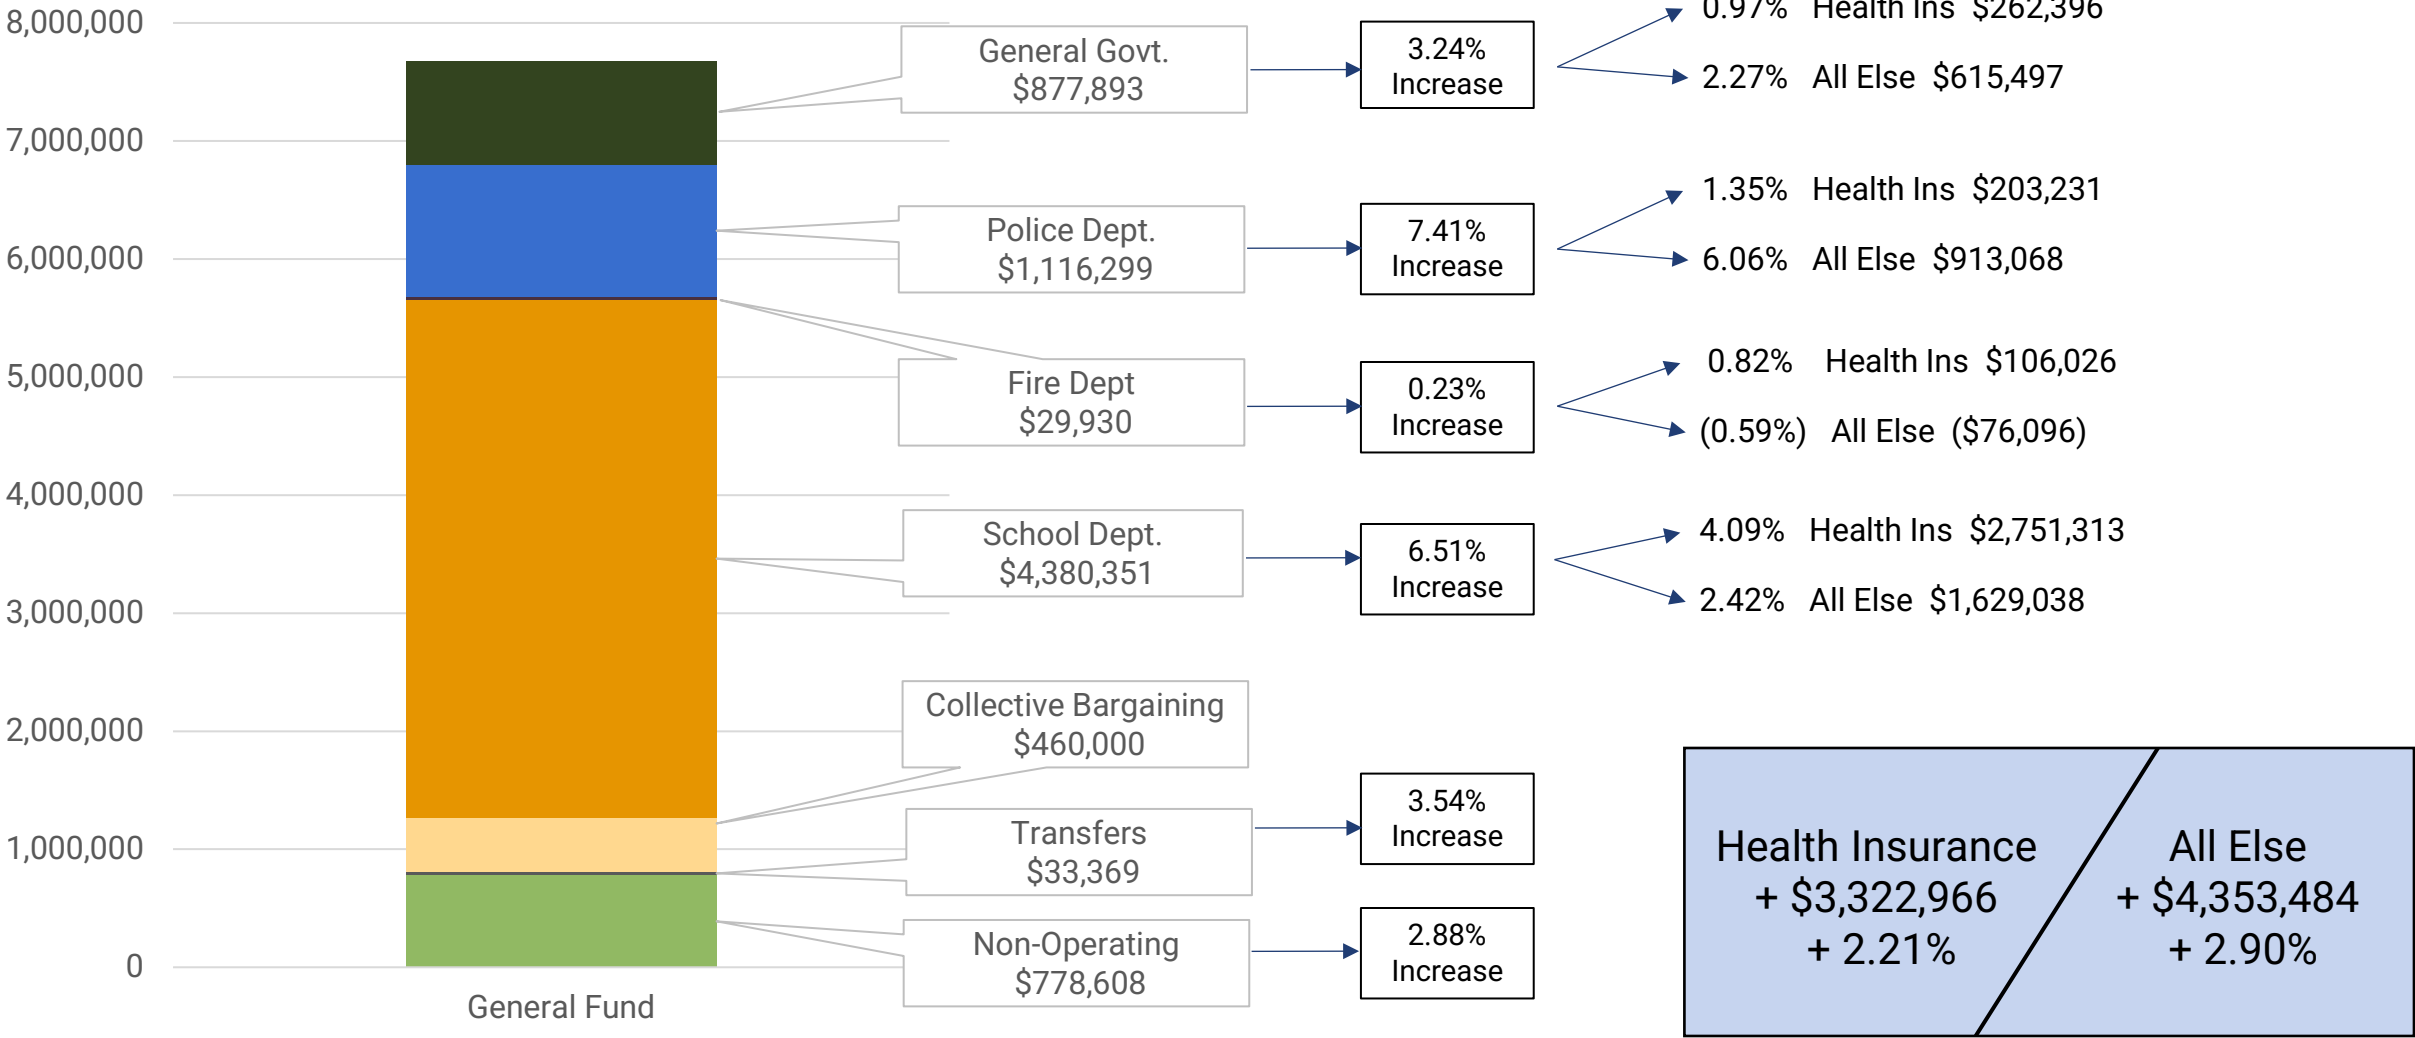 8,000,000
7,000,000
6,000,000
5,000,000
4,000,000
3,000,000
2,000,000
1,000,000
0
General Fund
General Govt.
$877,893
3.24%
Increase
0.97% Health Ins $262,396
2.27% All Else $615,497
Police Dept.
$1,116,299
7.41%
Increase
1.35% Health Ins $203,231
6.06% All Else $913,068
Fire Dept
$29,930
0.23%
Increase
0.82% Health Ins $106,026
(0.59%) All Else ($76,096)
School Dept.
$4,380,351
6.51%
Increase
4.09% Health Ins $2,751,313
2.42% All Else $1,629,038
Collective Bargaining
$460,000
Transfers
$33,369
3.54%
Increase
Non-Operating
$778,608
2.88%
Increase
Health Insurance
+ $3,322,966
+ 2.21%
All Else
+ $4,353,484
+ 2.90%